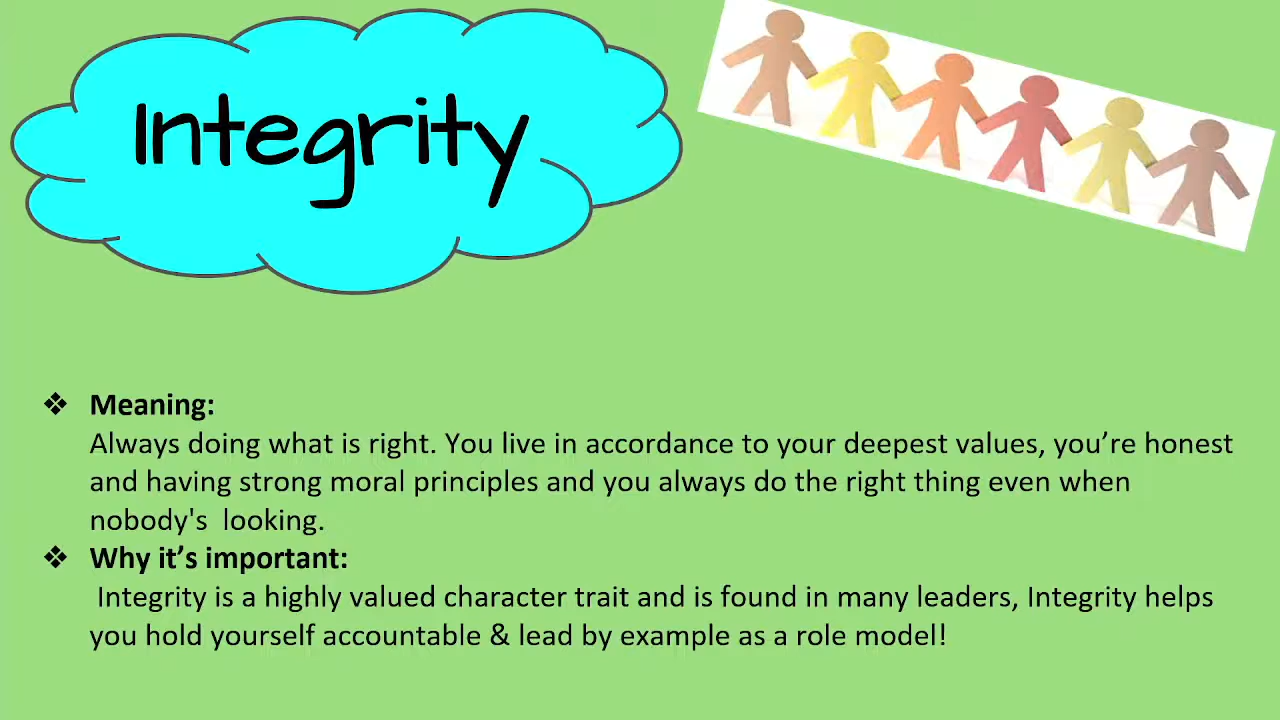 Integrity
❖ Meaning:
Always doing what is right. You live in accordance to your deepest values, you’re honest
and having strong moral principles and you always do the right thing even when
nobody's  looking.
❖ Why it’s important:
Integrity is a highly valued character trait and is found in many leaders, Integrity helps
you hold yourself accountable & lead by example as a role model!